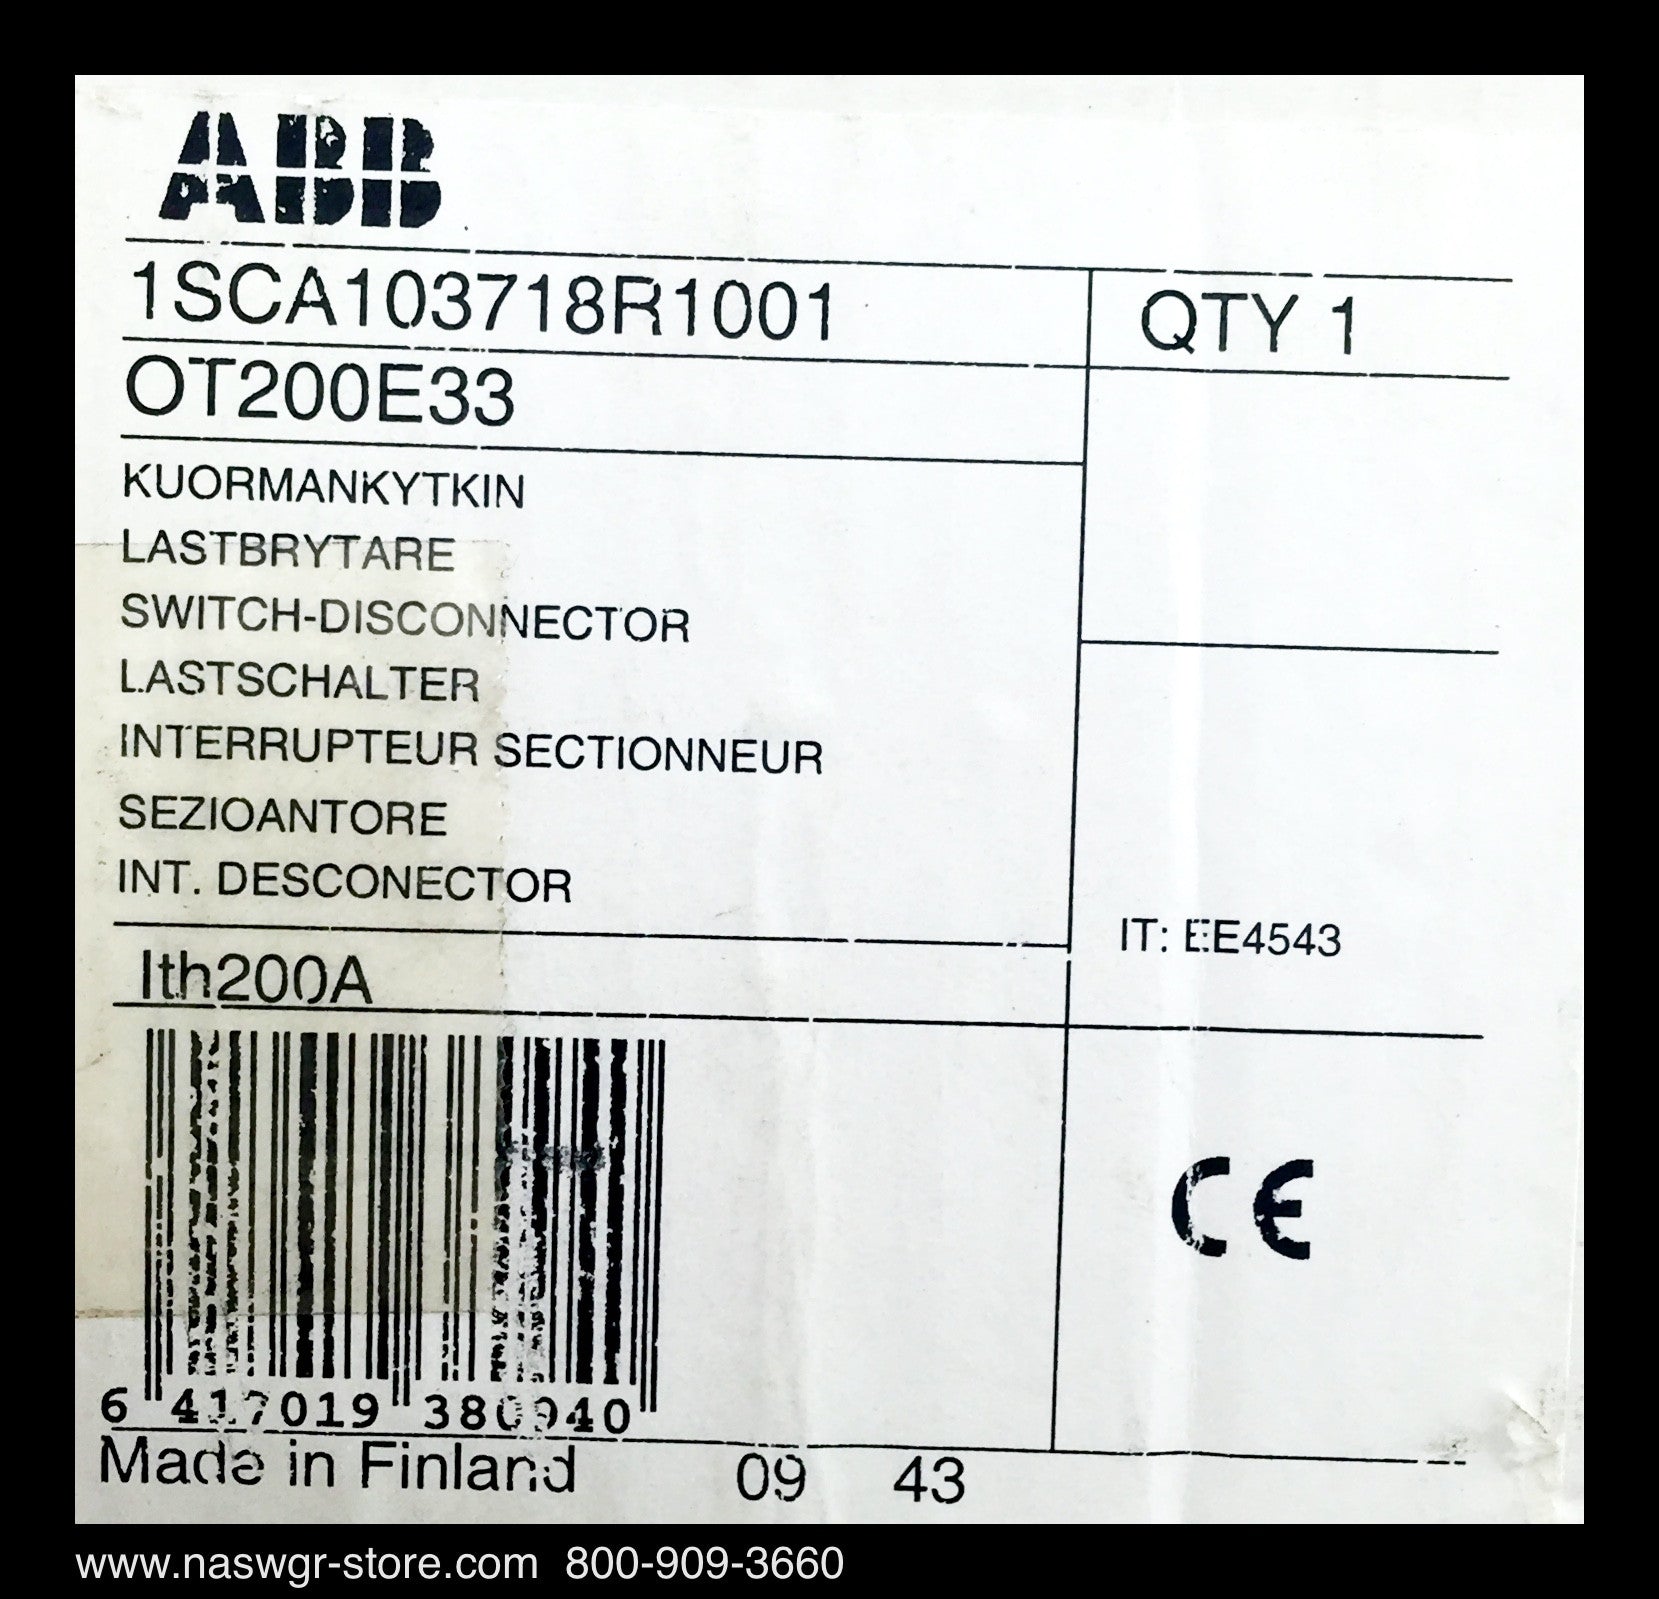 ABB
1SCA103718R1001
QTY 1
OT200E33
KUORMANKYTKIN
LASTBRYTARE
SWITCH-DISCONNECTOR
LASTSCHALTER
INTERRUPTEUR SECTIONNEUR
SEZIOANTORE
INT. DESCONECTOR
IT: EE4543
Ith200A
CE
6 417019 380940
Made in Finland 09 43
www.naswgr-store.com 800-909-3660